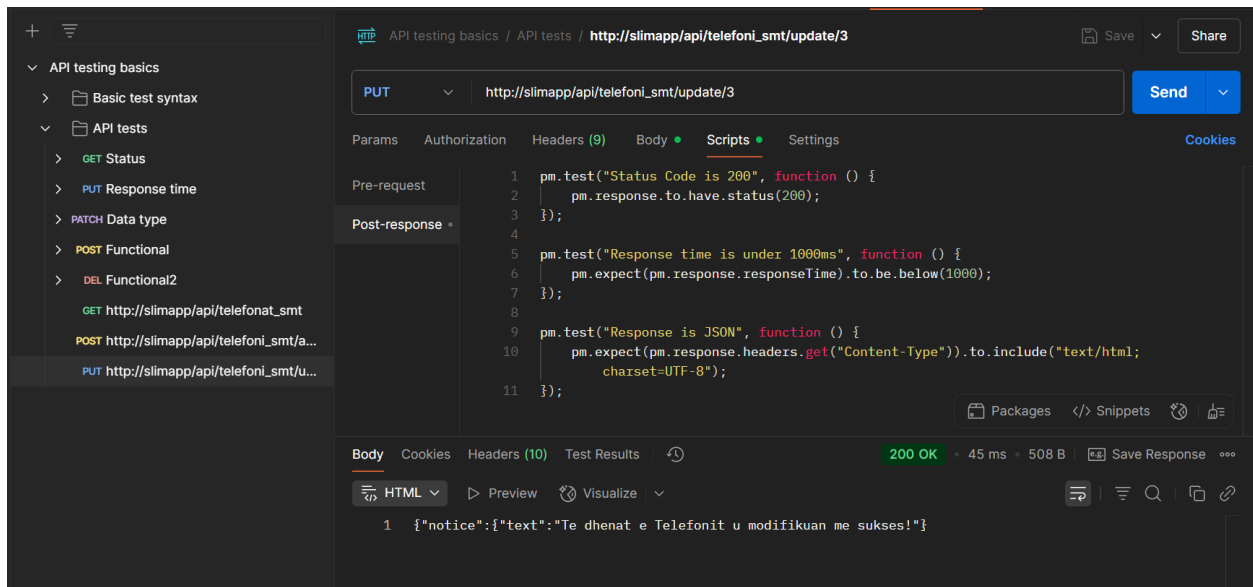 API testing basics / API tests / http://slimapp/api/telefoni_smt/update/3
Save
Share
API testing basics
Basic test syntax
API tests
GET Status
PUT Response time
PATCH Data type
POST Functional
DEL Functional2
GET http://slimapp/api/telefonat_smt
POST http://slimapp/api/telefoni_smt/a...
PUT http://slimapp/api/telefoni_smt/u...
PUT
http://slimapp/api/telefoni_smt/update/3
Send
Params Authorization Headers (9) Body Scripts Settings Cookies
Pre-request
Post-response
1 pm.test("Status Code is 200", function () {
2 pm.response.to.have.status(200);
3 });
4
5 pm.test("Response time is under 1000ms", function () {
6 pm.expect(pm.response.responseTime).to.be.below(1000);
7 });
8
9 pm.test("Response is JSON", function () {
10 pm.expect(pm.response.headers.get("Content-Type")).to.include("text/html;
charset=UTF-8");
11 });
Packages </> Snippets
Body Cookies Headers (10) Test Results 200 OK 45 ms 508 B e.g. Save Response
HTML Preview Visualize
1 {"notice":{"text":"Te dhenat e Telefonit u modifikuan me sukses!"}